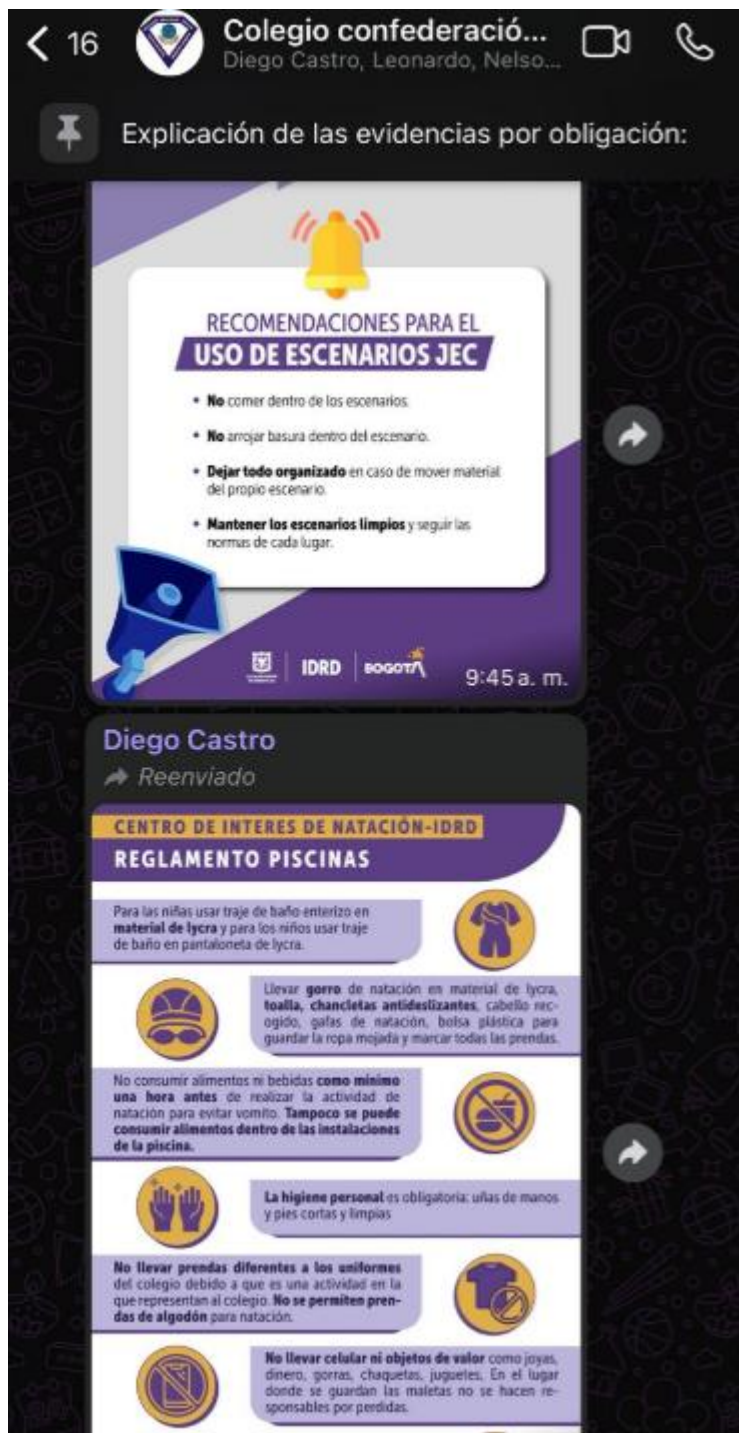 16
Colegio confederació...
Diego Castro, Leonardo, Nelso...
Explicación de las evidencias por obligación:
RECOMENDACIONES PARA EL
USO DE ESCENARIOS JEC
• No comer dentro de los escenarios.
• No arrojar basura dentro del escenario.
• Dejar todo organizado en caso de mover material
del propio escenario.
• Mantener los escenarios limpios y seguir las
normas de cada lugar.
IDRD
BOGOTÁ
9:45 a. m.
Diego Castro
Reenviado
CENTRO DE INTERES DE NATACIÓN-IDRD
REGLAMENTO PISCINAS
Para las niñas usar traje de baño enterizo en
material de lycra y para los niños usar traje
de baño en pantaloneta de lycra.
Llevar gorro de natación en material de lycra,
toalla, chancletas antideslizantes, cabello rec-
ogido, gafas de natación, bolsa plástica para
guardar la ropa mojada y marcar todas las prendas.
No consumir alimentos ni bebidas como mínimo
una hora antes de realizar la actividad de
natación para evitar vomito. Tampoco se puede
consumir alimentos dentro de las instalaciones
de la piscina.
La higiene personal es obligatoria: uñas de manos
y pies cortas y limpias
No llevar prendas diferentes a los uniformes
del colegio debido a que es una actividad en la
que representan al colegio. No se permiten pren-
das de algodón para natación.
No llevar celular ni objetos de valor como joyas,
dinero, gorras, chaquetas, juguetes, En el lugar
donde se guardan las maletas no se hacen re-
sponsables por perdidas.